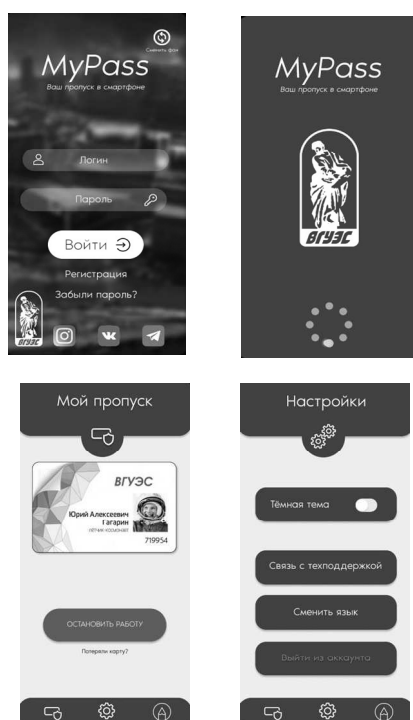 Сменить фон
MyPass
Ваш пропуск в смартфоне
Логин
Пароль
Войти
Регистрация
Забыли пароль?
ВГУЭС
MyPass
Ваш пропуск в смартфоне
ВГУЭС
Мой пропуск
ВГУЭС
Юрий Алексеевич
Гагарин
лётчик-космонавт
719954
ОСТАНОВИТЬ РАБОТУ
Потеряли карту?
Настройки
Тёмная тема
Связь с техподдержкой
Сменить язык
Выйти из аккаунта